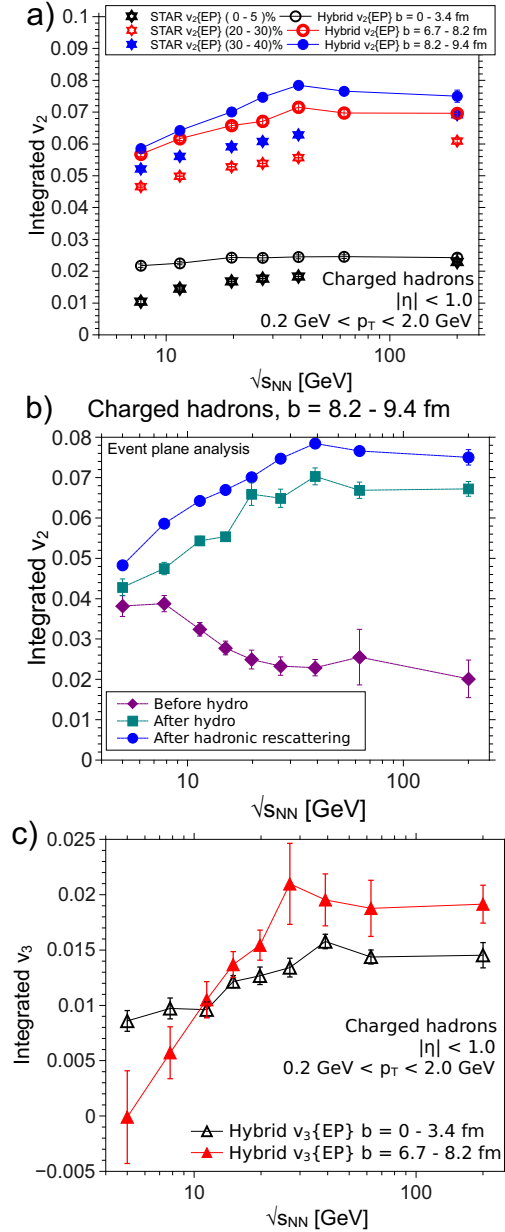 a)
STAR v₂{EP} ( 0 - 5 )%
STAR v₂{EP} (20 - 30)%
STAR v₂{EP} (30 - 40)%
Hybrid v₂{EP} b = 0 - 3.4 fm
Hybrid v₂{EP} b = 6.7 - 8.2 fm
Hybrid v₂{EP} b = 8.2 - 9.4 fm
Integrated v₂
0.1
0.09
0.08
0.07
0.06
0.05
0.04
0.03
0.02
0.01
0
Charged hadrons
|η| < 1.0
0.2 GeV < p_T < 2.0 GeV
10
100
√s_NN [GeV]
b)
Charged hadrons, b = 8.2 - 9.4 fm
Event plane analysis
Integrated v₂
0.08
0.07
0.06
0.05
0.04
0.03
0.02
0.01
0
Before hydro
After hydro
After hadronic rescattering
10
100
√s_NN [GeV]
c)
Integrated v₃
0.025
0.02
0.015
0.01
0.005
0
−0.005
Charged hadrons
|η| < 1.0
0.2 GeV < p_T < 2.0 GeV
Hybrid v₃{EP} b = 0 - 3.4 fm
Hybrid v₃{EP} b = 6.7 - 8.2 fm
10
100
√s_NN [GeV]